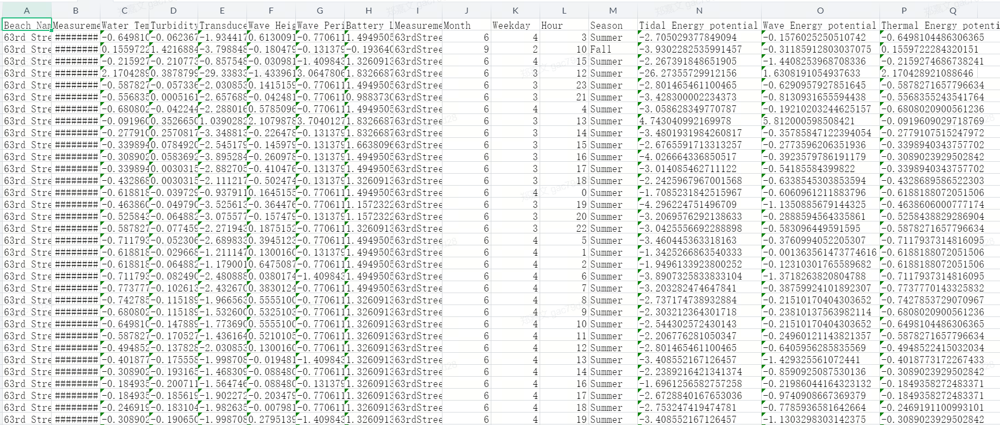 A B C D E F G H I J K L M N O P Q
Beach Nam Measureme Water Tem Turbidity Transduce Wave Heig Wave Peri Battery L Measureme Month Weekday Hour Season Tidal Energy potential Wave Energy potential Thermal Energy potenti
63rd Stre ######## -0.649810 -0.062367 -1.934417 0.6130091 -0.770611 1.4949505 63rdStree 6 4 3 Summer -2.705029377849094 -0.1576025250510742 -0.6498104486306365
63rd Stre ######## 0.1559722 1.4216884 -3.798848 -0.180479 -0.131379 -0.193640 63rdStree 9 2 10 Fall -3.9302282535991457 -0.31185912803037075 0.1559722284320151
63rd Stre ######## -0.215927 -0.210773 -0.857548 -0.030981 -1.409843 1.3260913 63rdStree 6 4 15 Summer -2.267391848651905 -1.4408253968708336 -0.2159274686738241
63rd Stre ######## 2.1704289 0.3878799 -29.33833 -1.433961 3.0647806 1.8326687 63rdStree 6 3 12 Summer -26.27355729912156 1.6308191054937633 2.170428921088646
63rd Stre ######## -0.587827 -0.057336 -2.030853 0.1415159 -0.770611 1.4949505 63rdStree 6 3 23 Summer -2.801465461100465 -0.6290957927851645 -0.5878271657796634
63rd Stre ######## -0.556835 0.0005161 -2.657688 -0.042481 -0.770611 0.9883730 63rdStree 6 3 21 Summer -3.428300002234373 -0.8130931655594438 -0.5568355243541764
63rd Stre ######## -0.680802 -0.042244 -2.288016 0.5785096 -0.770611 1.4949505 63rdStree 6 4 4 Summer -3.058628349770787 -0.19210203244625157 -0.6808020900561236
63rd Stre ######## -0.091960 0.3526650 1.0390282 2.1079878 3.7040127 1.8326687 63rdStree 6 3 13 Summer 4.743040992169978 5.812000598508421 -0.09196090297187​69
63rd Stre ######## -0.277910 0.2570817 -3.348813 -0.226478 -0.131379 1.8326687 63rdStree 6 3 14 Summer -3.4801931984260817 -0.35785847122394054 -0.2779107515247972
63rd Stre ######## -0.339894 0.0784920 -2.545179 -0.145979 -0.131379 1.6638096 63rdStree 6 3 15 Summer -2.6765591713313257 -0.2773596206351936 -0.3398940343757702
63rd Stre ######## -0.308902 0.0583692 -3.895284 -0.260978 -0.131379 1.4949505 63rdStree 6 3 16 Summer -4.026664336850517 -0.3923579786191179 -0.3089023929502842
63rd Stre ######## -0.339894 0.0030315 -2.882705 -0.410476 -0.131379 1.4949505 63rdStree 6 3 17 Summer -3.014085462711122 -0.54185584399822 -0.3398940343757702
63rd Stre ######## -0.432868 0.0030315 -2.111217 -0.502474 -0.131379 1.3260913 63rdStree 6 3 18 Summer -2.2425967967001568 -0.6338545303853594 -0.4328689586522303
63rd Stre ######## -0.618818 -0.039729 -0.937911 0.1645155 -0.770611 1.4949505 63rdStree 6 4 0 Summer -1.7085231842515967 -0.6060961211883796 -0.6188188072051506
63rd Stre ######## -0.463860 -0.049790 -3.525613 -0.364476 -0.770611 1.1572322 63rdStree 6 3 19 Summer -4.296224751496709 -1.1350885679144325 -0.4638606000777174
63rd Stre ######## -0.525843 -0.064882 -3.075577 -0.157479 -0.131379 1.1572322 63rdStree 6 3 20 Summer -3.2069576292138633 -0.2888594564335861 -0.5258438829286904
63rd Stre ######## -0.587827 -0.077459 -2.271943 0.1875152 -0.770611 1.3260913 63rdStree 6 3 22 Summer -3.0425556692288898 -0.583096449591595 -0.5878271657796634
63rd Stre ######## -0.711793 -0.052306 -2.689833 0.3945123 -0.770611 1.4949505 63rdStree 6 4 5 Summer -3.460445363318163 -0.3760994052205307 -0.7117937314816095
63rd Stre ######## -0.618818 -0.029668 -1.211147 0.1300160 -0.131379 1.4949505 63rdStree 6 4 1 Summer -1.3425266863540333 -0.001363561473774616 -0.6188188072051506
63rd Stre ######## -0.618818 -0.064882 -1.179001 0.6475087 -0.770611 1.4949505 63rdStree 6 4 2 Summer -1.9496133923800252 -0.12310301765589682 -0.6188188072051506
63rd Stre ######## -0.711793 -0.082490 -2.480888 0.0380174 -1.409843 1.4949505 63rdStree 6 4 6 Summer -3.8907325833833104 -1.3718263820804788 -0.7117937314816095
63rd Stre ######## -0.773777 -0.102613 -2.432670 0.3830124 -0.770611 1.4949505 63rdStree 6 4 7 Summer -3.203282474647841 -0.38759924101892307 -0.7737770143325832
63rd Stre ######## -0.742785 -0.115189 -1.966563 0.5555100 -0.770611 1.3260913 63rdStree 6 4 8 Summer -2.737174738932884 -0.21510170404303652 -0.7427853729070967
63rd Stre ######## -0.680802 -0.115189 -1.532600 0.5325103 -0.770611 1.3260913 63rdStree 6 4 9 Summer -2.303212364301718 -0.23810137563982114 -0.6808020900561236
63rd Stre ######## -0.649810 -0.147889 -1.773690 0.5555100 -0.770611 1.3260913 63rdStree 6 4 10 Summer -2.544302572430143 -0.21510170404303652 -0.6498104486306365
63rd Stre ######## -0.587827 -0.170527 -1.436164 0.5210105 -0.770611 1.3260913 63rdStree 6 4 11 Summer -2.206776281050347 -0.24960121143821357 -0.5878271657796634
63rd Stre ######## -0.494852 -0.137828 -2.030853 0.1300160 -0.770611 1.3260913 63rdStree 6 4 12 Summer -2.801465461100465 -0.6405956285835569 -0.4948522415032034
63rd Stre ######## -0.401877 -0.175558 -1.998708 -0.019481 -1.409843 1.3260913 63rdStree 6 4 13 Summer -3.408552167126457 -1.429325561072441 -0.4018773172267433
63rd Stre ######## -0.308902 -0.193165 -1.468309 -0.088480 -0.770611 1.3260913 63rdStree 6 4 14 Summer -2.2389216421341374 -0.8590925087530136 -0.3089023929502842
63rd Stre ######## -0.184935 -0.200711 -1.564746 -0.088480 -0.131379 1.3260913 63rdStree 6 4 16 Summer -1.6961256582757258 -0.21986044164323132 -0.1849358272483371
63rd Stre ######## -0.184935 -0.185619 -1.902272 -0.203479 -0.770611 1.3260913 63rdStree 6 4 17 Summer -2.6728840167653036 -0.9740908667369379 -0.1849358272483371
63rd Stre ######## -0.246919 -0.183104 -1.982635 -0.007981 -0.770611 1.3260913 63rdStree 6 4 18 Summer -2.753247419474781 -0.7785936581642664 -0.2469191100993101
63rd Stre ######## -0.308902 -0.190650 -1.998708 0.2795139 -1.409843 1.3260913 63rdStree 6 4 19 Summer -3.408552167126457 -1.1303298303142375 -0.3089023929502842